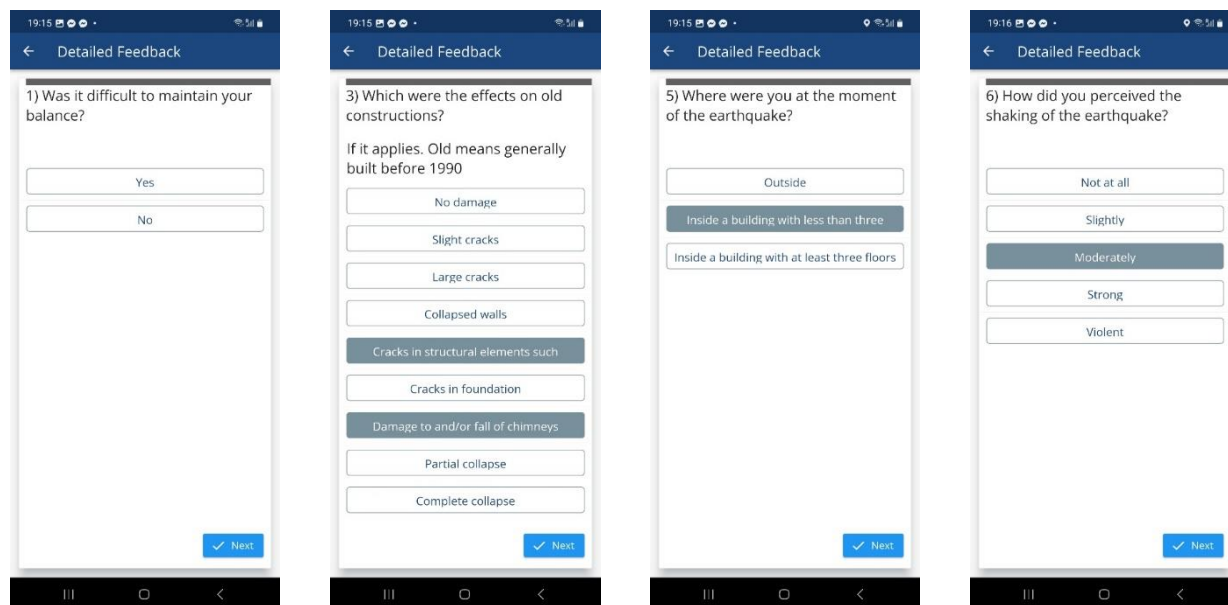 19:15
Detailed Feedback
1) Was it difficult to maintain your
balance?
Yes
No
Next
19:15
Detailed Feedback
3) Which were the effects on old
constructions?
If it applies. Old means generally
built before 1990
No damage
Slight cracks
Large cracks
Collapsed walls
Cracks in structural elements such
Cracks in foundation
Damage to and/or fall of chimneys
Partial collapse
Complete collapse
Next
19:15
Detailed Feedback
5) Where were you at the moment
of the earthquake?
Outside
Inside a building with less than three
Inside a building with at least three floors
Next
19:16
Detailed Feedback
6) How did you perceived the
shaking of the earthquake?
Not at all
Slightly
Moderately
Strong
Violent
Next